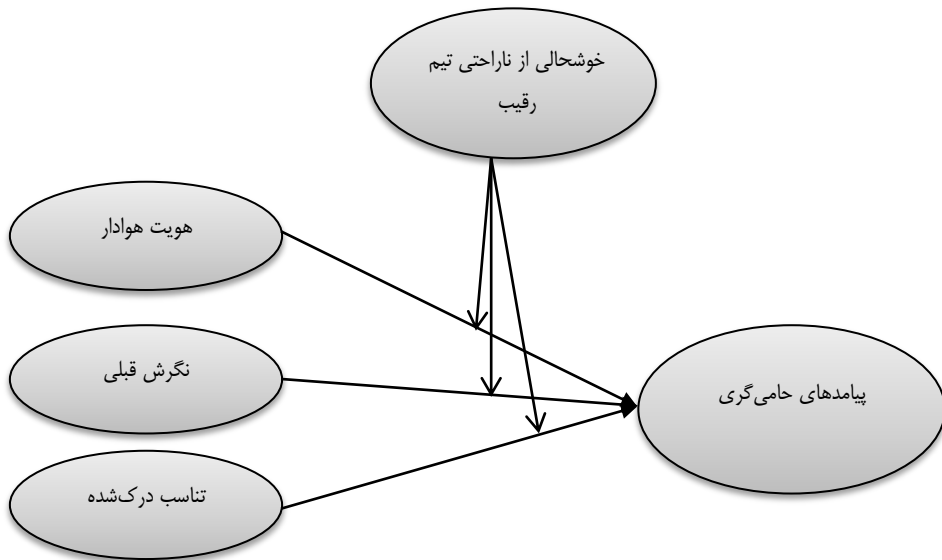 خوشحالی از ناراحتی تیم
رقیب
هویت هوادار
نگرش قبلی
پیامدهای حامی‌گری
تناسب درک‌شده